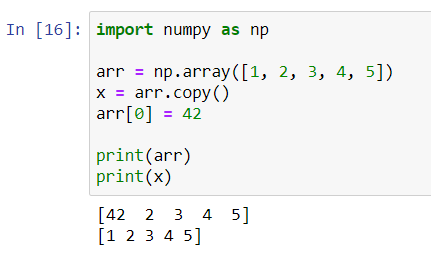 In [16]: import numpy as np
arr = np.array([1, 2, 3, 4, 5])
x = arr.copy()
arr[0] = 42
print(arr)
print(x)
[42  2  3  4  5]
[1 2 3 4 5]